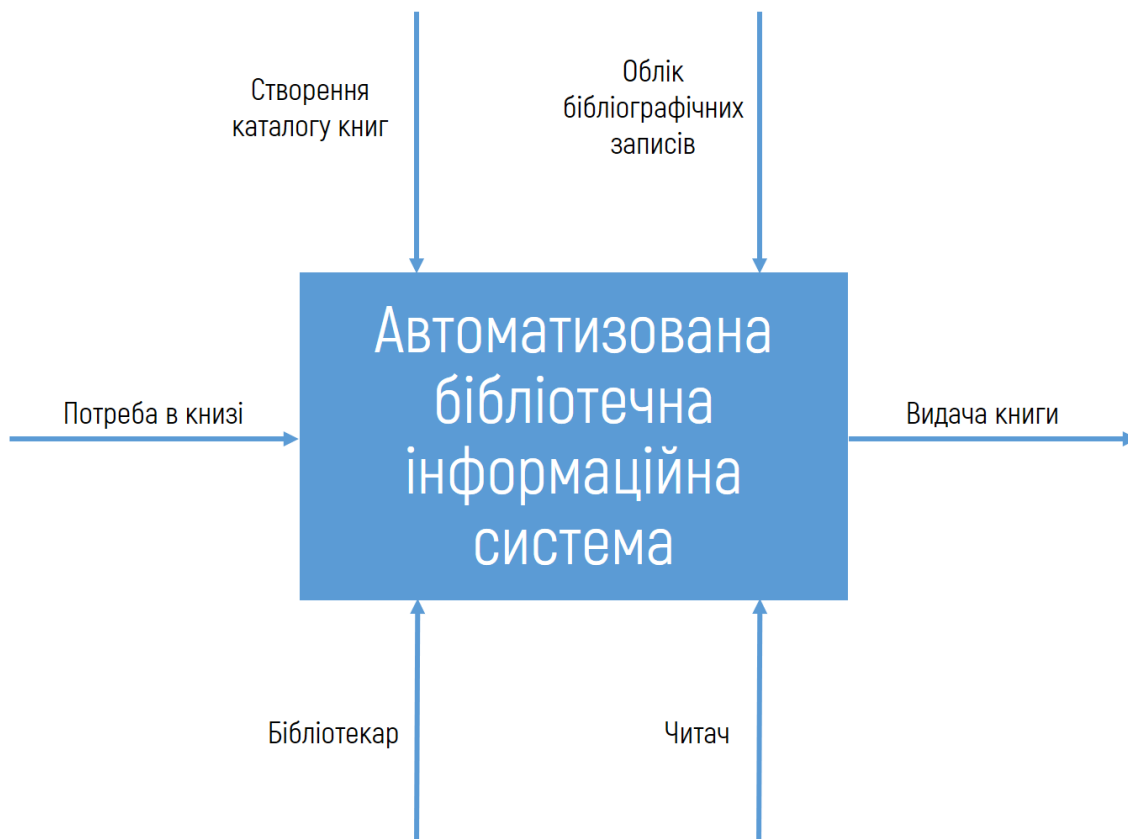 Створення
каталогу книг
Облік
бібліографічних
записів
Автоматизована
бібліотечна
інформаційна
система
Потреба в книзі
Видача книги
Бібліотекар
Читач